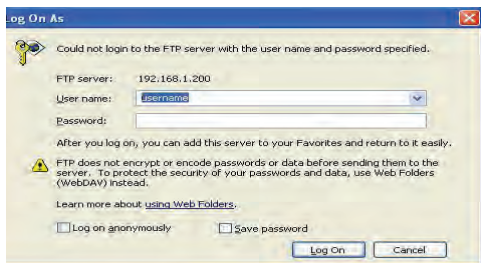 Log On As
Could not login to the FTP server with the user name and password specified.
FTP server: 192.168.1.200
User name: username
Password:
After you log on, you can add this server to your Favorites and return to it easily.
FTP does not encrypt or encode passwords or data before sending them to the
server. To protect the security of your passwords and data, use Web Folders
(WebDAV) instead.
Learn more about using Web Folders.
Log on anonymously Save password
Log On Cancel